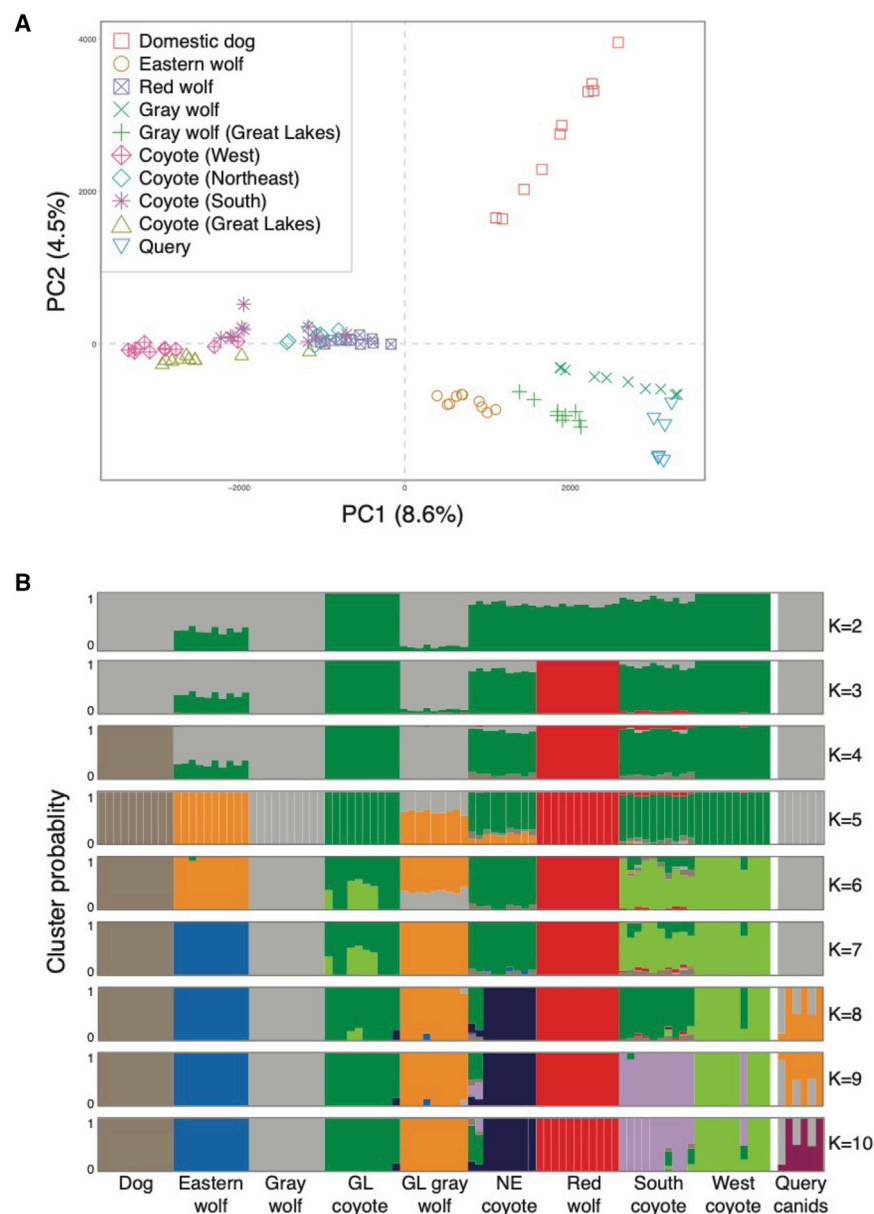 A
Domestic dog
Eastern wolf
Red wolf
Gray wolf
Gray wolf (Great Lakes)
Coyote (West)
Coyote (Northeast)
Coyote (South)
Coyote (Great Lakes)
Query
4000
2000
0
PC2 (4.5%)
−2000 0 2000
PC1 (8.6%)
B
Cluster probablity
1
0
K=2
1
0
K=3
1
0
K=4
1
0
K=5
1
0
K=6
1
0
K=7
1
0
K=8
1
0
K=9
1
0
K=10
Dog Eastern wolf Gray wolf GL coyote GL gray wolf NE coyote Red wolf South coyote West coyote Query canids